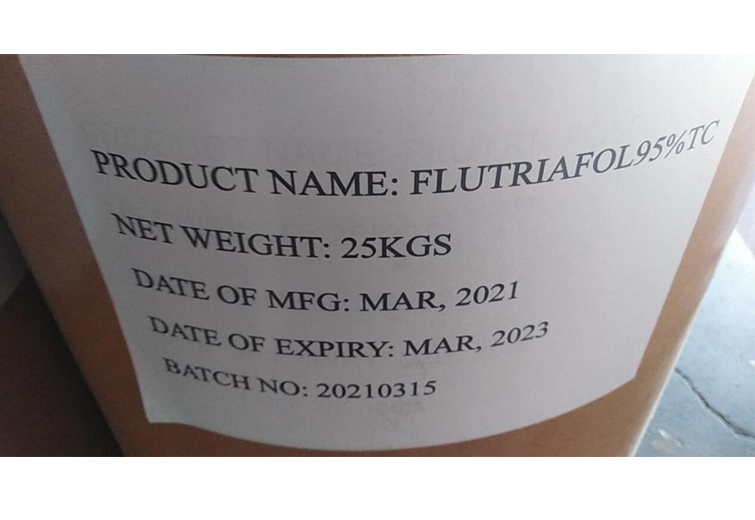 PRODUCT NAME: FLUTRIAFOL95%TC
NET WEIGHT: 25KGS
DATE OF MFG: MAR, 2021
DATE OF EXPIRY: MAR, 2023
BATCH NO: 20210315